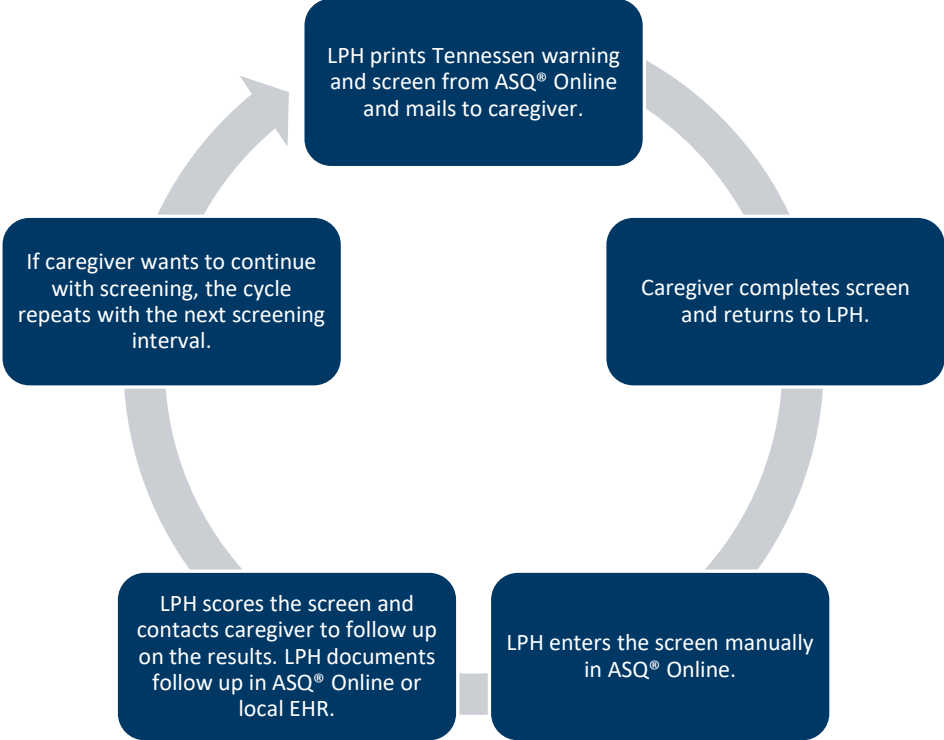 LPH prints Tennessen warning
and screen from ASQ® Online
and mails to caregiver.
Caregiver completes screen
and returns to LPH.
LPH enters the screen manually
in ASQ® Online.
LPH scores the screen and
contacts caregiver to follow up
on the results. LPH documents
follow up in ASQ® Online or
local EHR.
If caregiver wants to continue
with screening, the cycle
repeats with the next screening
interval.